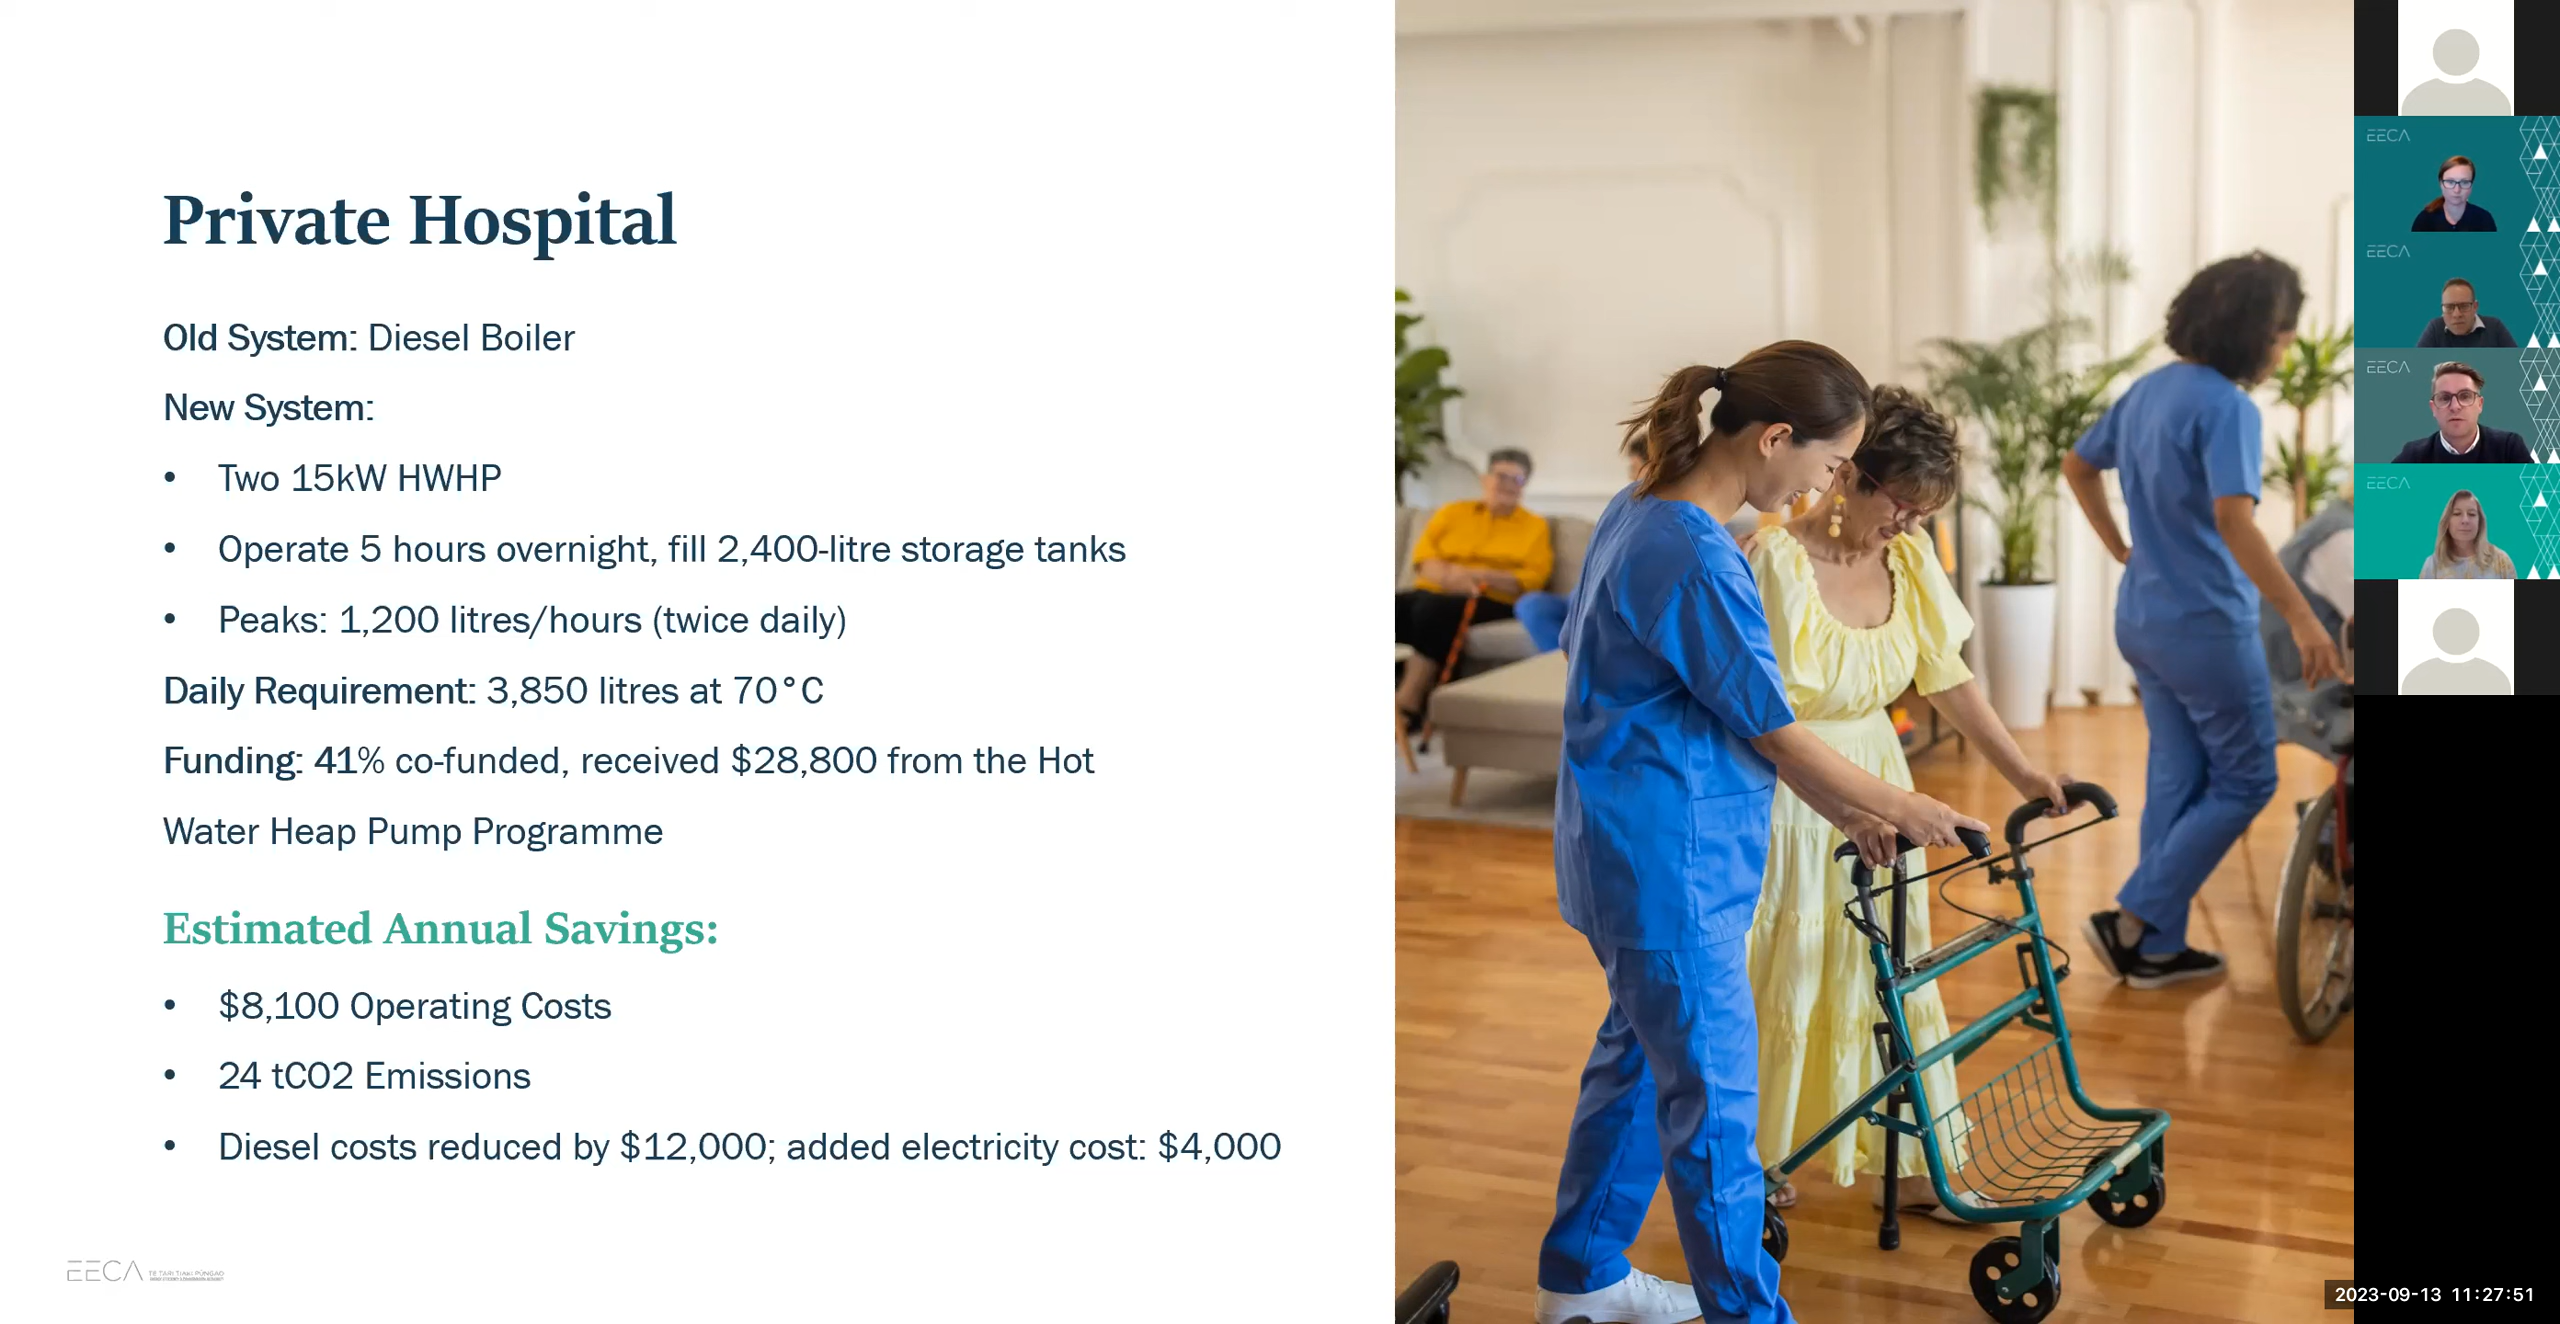 Private Hospital
Old System: Diesel Boiler
New System:
• Two 15kW HWHP
• Operate 5 hours overnight, fill 2,400-litre storage tanks
• Peaks: 1,200 litres/hours (twice daily)
Daily Requirement: 3,850 litres at 70°C
Funding: 41% co-funded, received $28,800 from the Hot
Water Heap Pump Programme
Estimated Annual Savings:
• $8,100 Operating Costs
• 24 tCO2 Emissions
• Diesel costs reduced by $12,000; added electricity cost: $4,000
EECA TE TARI TIAKI PŪNGAO
EECA
EECA
EECA
EECA
2023-09-13 11:27:51